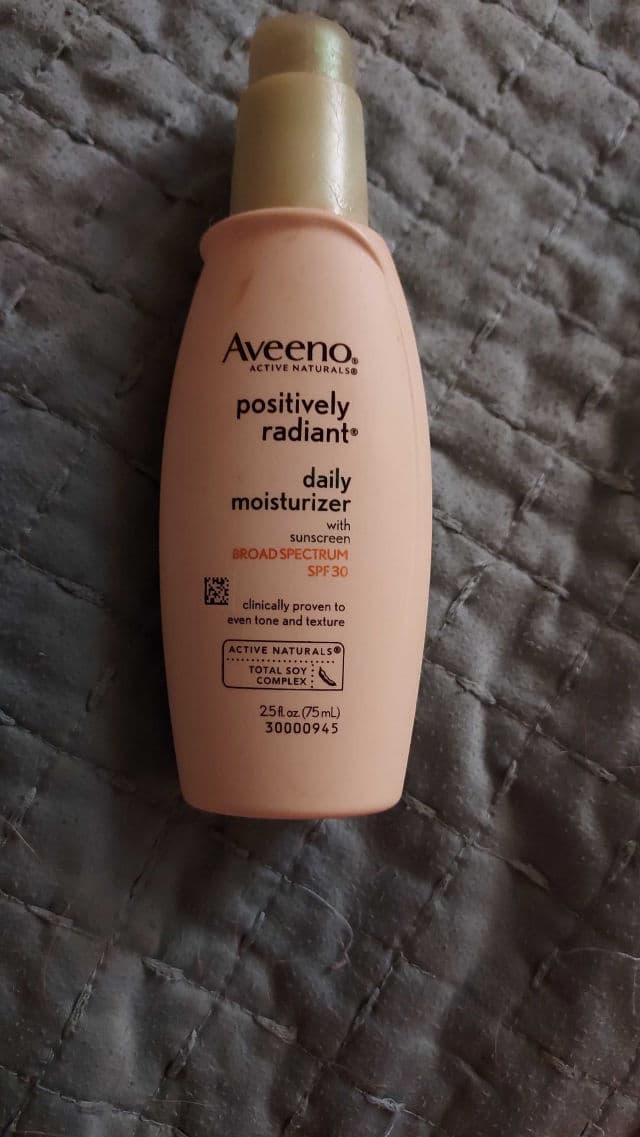 Aveeno®
ACTIVE NATURALS®
positively
radiant®
daily
moisturizer
with
sunscreen
BROAD SPECTRUM
SPF 30
clinically proven to
even tone and texture
ACTIVE NATURALS®
TOTAL SOY
COMPLEX
2.5 fl. oz. (75 mL)
30000945